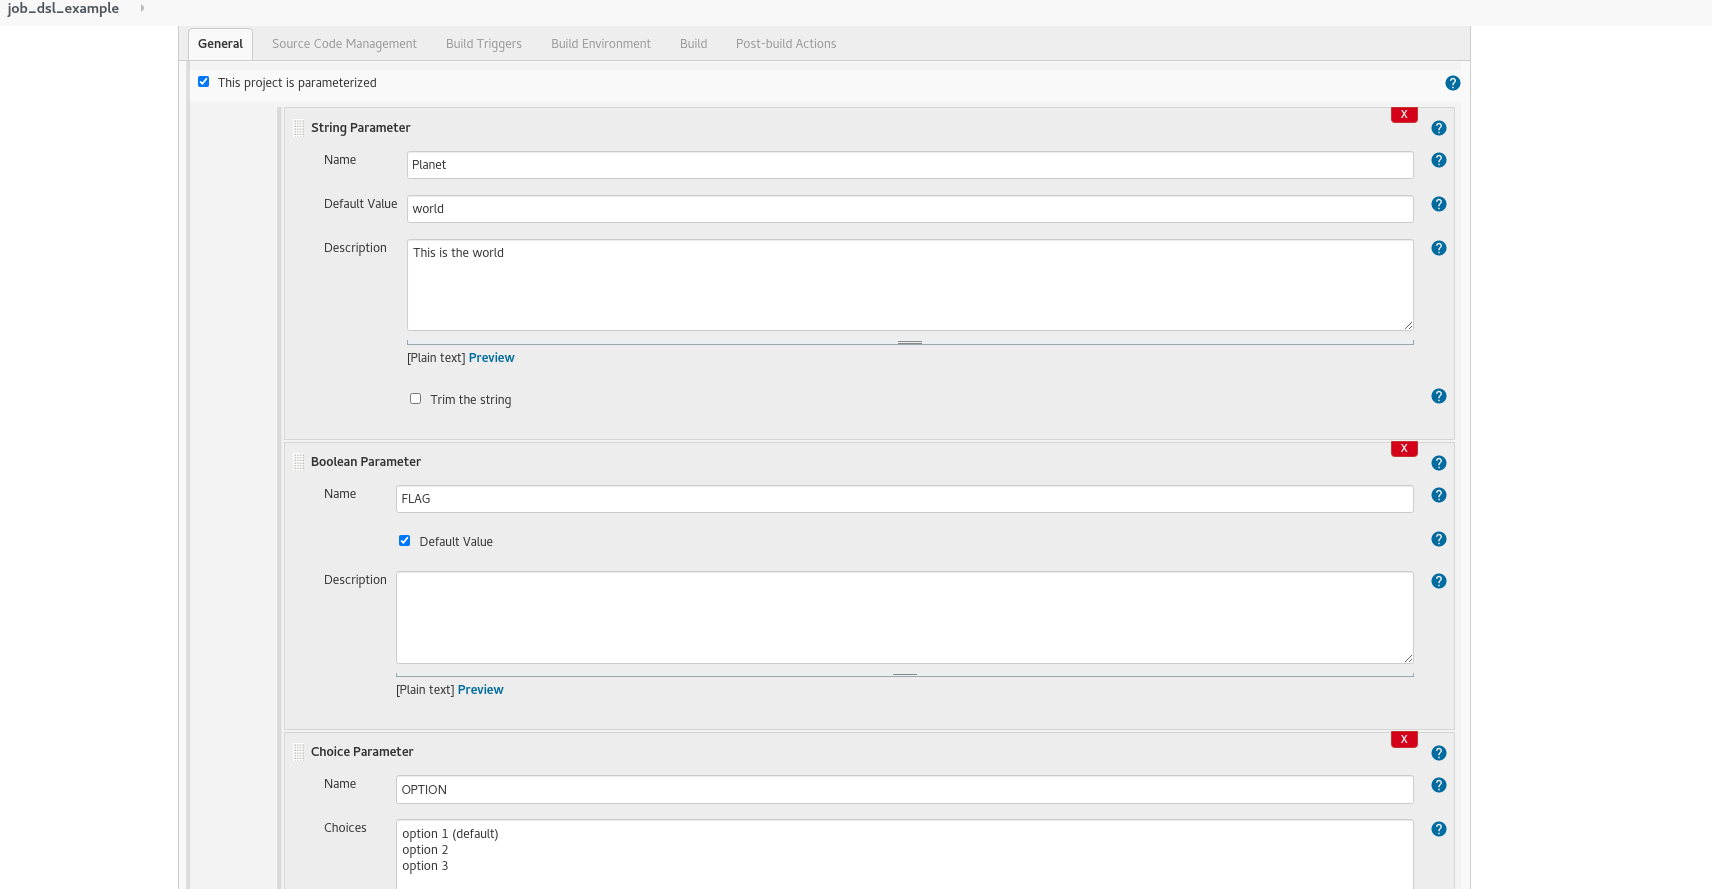 job_dsl_example
General Source Code Management Build Triggers Build Environment Build Post-build Actions
This project is parameterized ?
X
String Parameter ?
Name Planet ?
Default Value world ?
Description This is the world ?
[Plain text] Preview
Trim the string ?
X
Boolean Parameter ?
Name FLAG ?
Default Value ?
Description ?
[Plain text] Preview
X
Choice Parameter ?
Name OPTION ?
Choices option 1 (default) ?
option 2
option 3